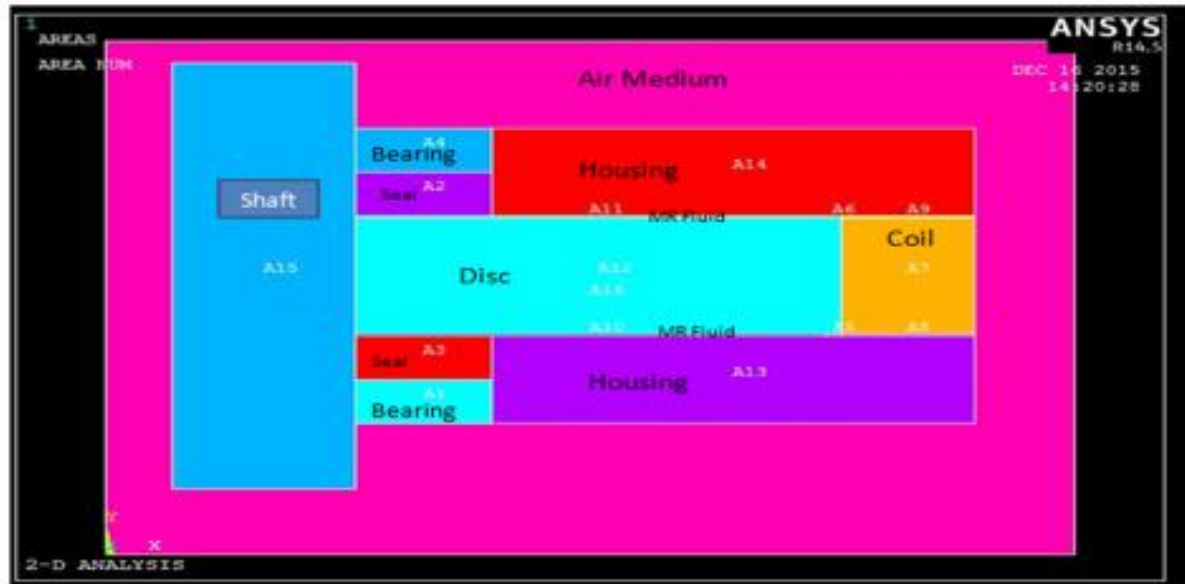 1
ANSYS
R14.5
AREAS
AREA NUM
DEC 16 2015
14:20:28
Air Medium
A4
Bearing
Housing
A14
A2
Seal
Shaft
A11
MR Fluid
A6
A9
Coil
A15
Disc
A12
A16
A7
A10
MR Fluid
A5
A8
A3
Seal
A13
Housing
A1
Bearing
Y
X
2-D ANALYSIS